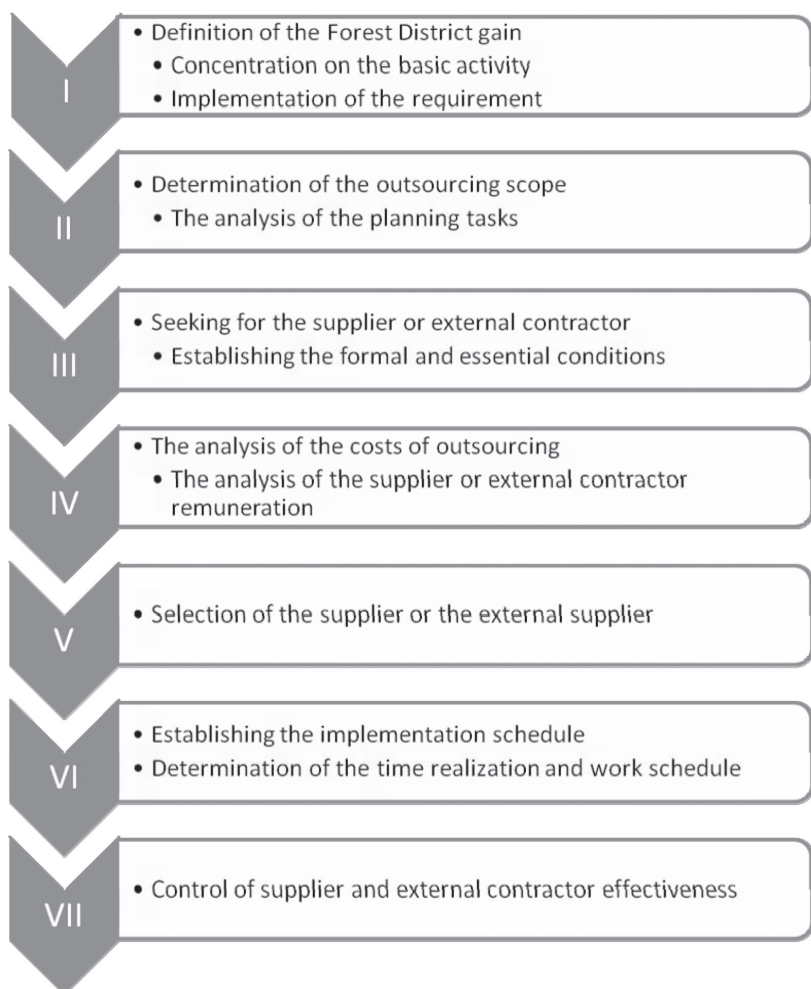 I
• Definition of the Forest District gain
• Concentration on the basic activity
• Implementation of the requirement
II
• Determination of the outsourcing scope
• The analysis of the planning tasks
III
• Seeking for the supplier or external contractor
• Establishing the formal and essential conditions
IV
• The analysis of the costs of outsourcing
• The analysis of the supplier or external contractor
remuneration
V
• Selection of the supplier or the external supplier
VI
• Establishing the implementation schedule
• Determination of the time realization and work schedule
VII
• Control of supplier and external contractor effectiveness